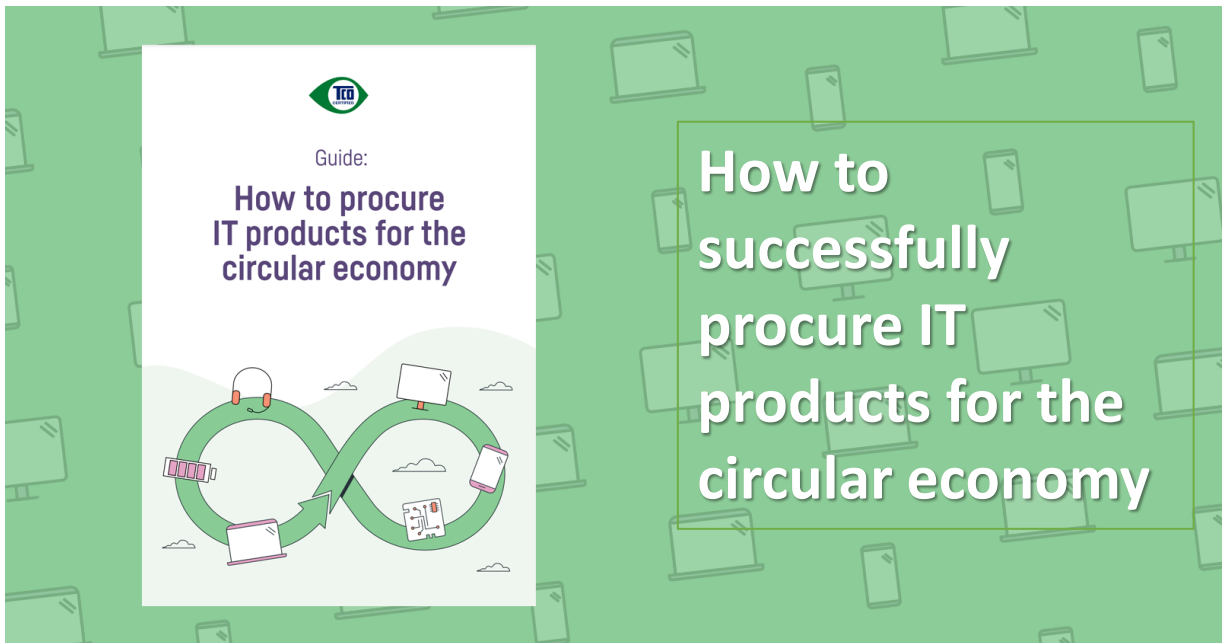 TCO
CERTIFIED
Guide:
How to procure
IT products for the
circular economy
How to
successfully
procure IT
products for the
circular economy